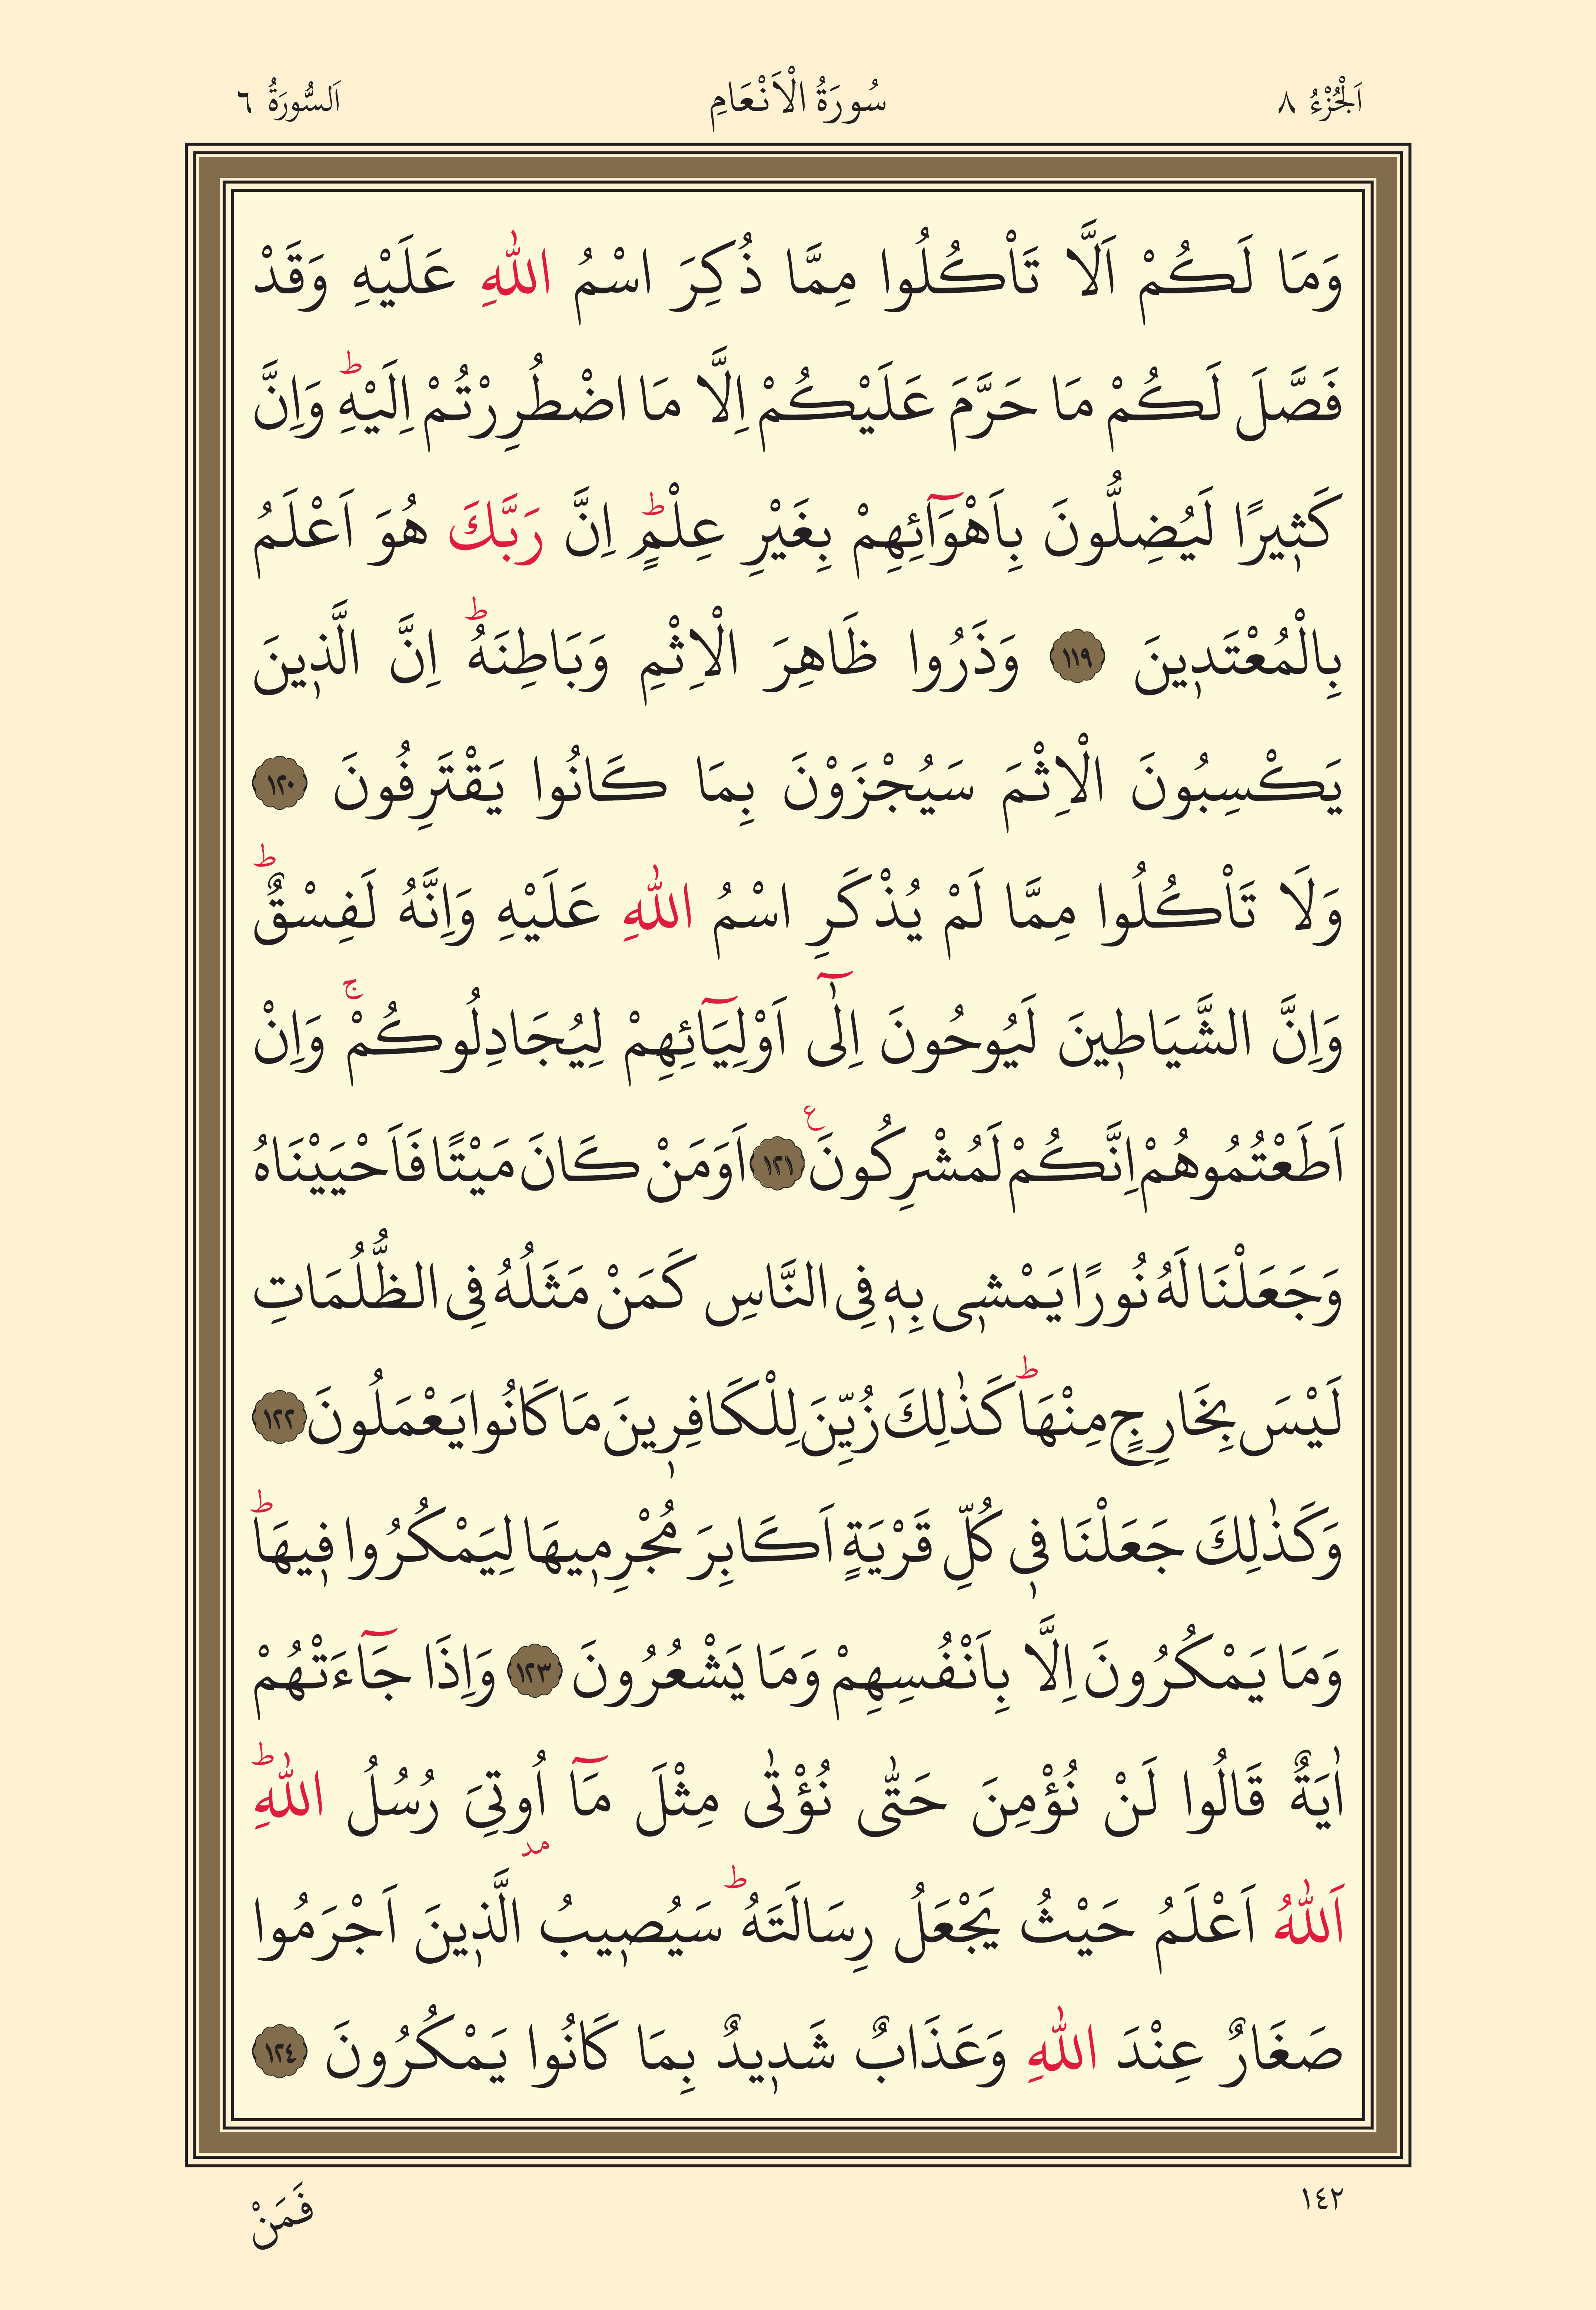 اَلْجُزْءُ ٨
سُورَةُ الْاَنْعَامِ
اَلسُّورَةُ ٦
وَمَا لَكُمْ اَلَّا تَاْكُلُوا مِمَّا ذُكِرَ اسْمُ اللّٰهِ عَلَيْهِ وَقَدْ
فَصَّلَ لَكُمْ مَا حَرَّمَ عَلَيْكُمْ اِلَّا مَا اضْطُرِرْتُمْ اِلَيْهِۜ وَاِنَّ
كَثٖيرًا لَيُضِلُّونَ بِاَهْوَٓائِهِمْ بِغَيْرِ عِلْمٍۜ اِنَّ رَبَّكَ هُوَ اَعْلَمُ
بِالْمُعْتَدٖينَ ١١٩ وَذَرُوا ظَاهِرَ الْاِثْمِ وَبَاطِنَهُۜ اِنَّ الَّذٖينَ
يَكْسِبُونَ الْاِثْمَ سَيُجْزَوْنَ بِمَا كَانُوا يَقْتَرِفُونَ ١٢٠
وَلَا تَاْكُلُوا مِمَّا لَمْ يُذْكَرِ اسْمُ اللّٰهِ عَلَيْهِ وَاِنَّهُ لَفِسْقٌۜ
وَاِنَّ الشَّيَاطٖينَ لَيُوحُونَ اِلٰٓى اَوْلِيَٓائِهِمْ لِيُجَادِلُوكُمْۚ وَاِنْ
اَطَعْتُمُوهُمْ اِنَّكُمْ لَمُشْرِكُونَࣖ ١٢١ اَوَمَنْ كَانَ مَيْتًا فَاَحْيَيْنَاهُ
وَجَعَلْنَا لَهُ نُورًا يَمْشٖى بِهٖ فِى النَّاسِ كَمَنْ مَثَلُهُ فِى الظُّلُمَاتِ
لَيْسَ بِخَارِجٍ مِنْهَاۜ كَذٰلِكَ زُيِّنَ لِلْكَافِرٖينَ مَا كَانُوا يَعْمَلُونَ ١٢٢
وَكَذٰلِكَ جَعَلْنَا فٖى كُلِّ قَرْيَةٍ اَكَابِرَ مُجْرِمٖيهَا لِيَمْكُرُوا فٖيهَاۜ
وَمَا يَمْكُرُونَ اِلَّا بِاَنْفُسِهِمْ وَمَا يَشْعُرُونَ ١٢٣ وَاِذَا جَٓاءَتْهُمْ
اٰيَةٌ قَالُوا لَنْ نُؤْمِنَ حَتّٰى نُؤْتٰى مِثْلَ مَٓا اُوتِىَ رُسُلُ اللّٰهِۜ
مد
اَللّٰهُ اَعْلَمُ حَيْثُ يَجْعَلُ رِسَالَتَهُۜ سَيُصٖيبُ الَّذٖينَ اَجْرَمُوا
صَغَارٌ عِنْدَ اللّٰهِ وَعَذَابٌ شَدٖيدٌ بِمَا كَانُوا يَمْكُرُونَ ١٢٤
١٤٢
فَمَنْ